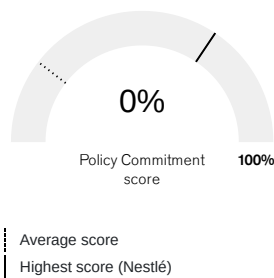 0%
Policy Commitment
score
100%
Average score
Highest score (Nestlé)